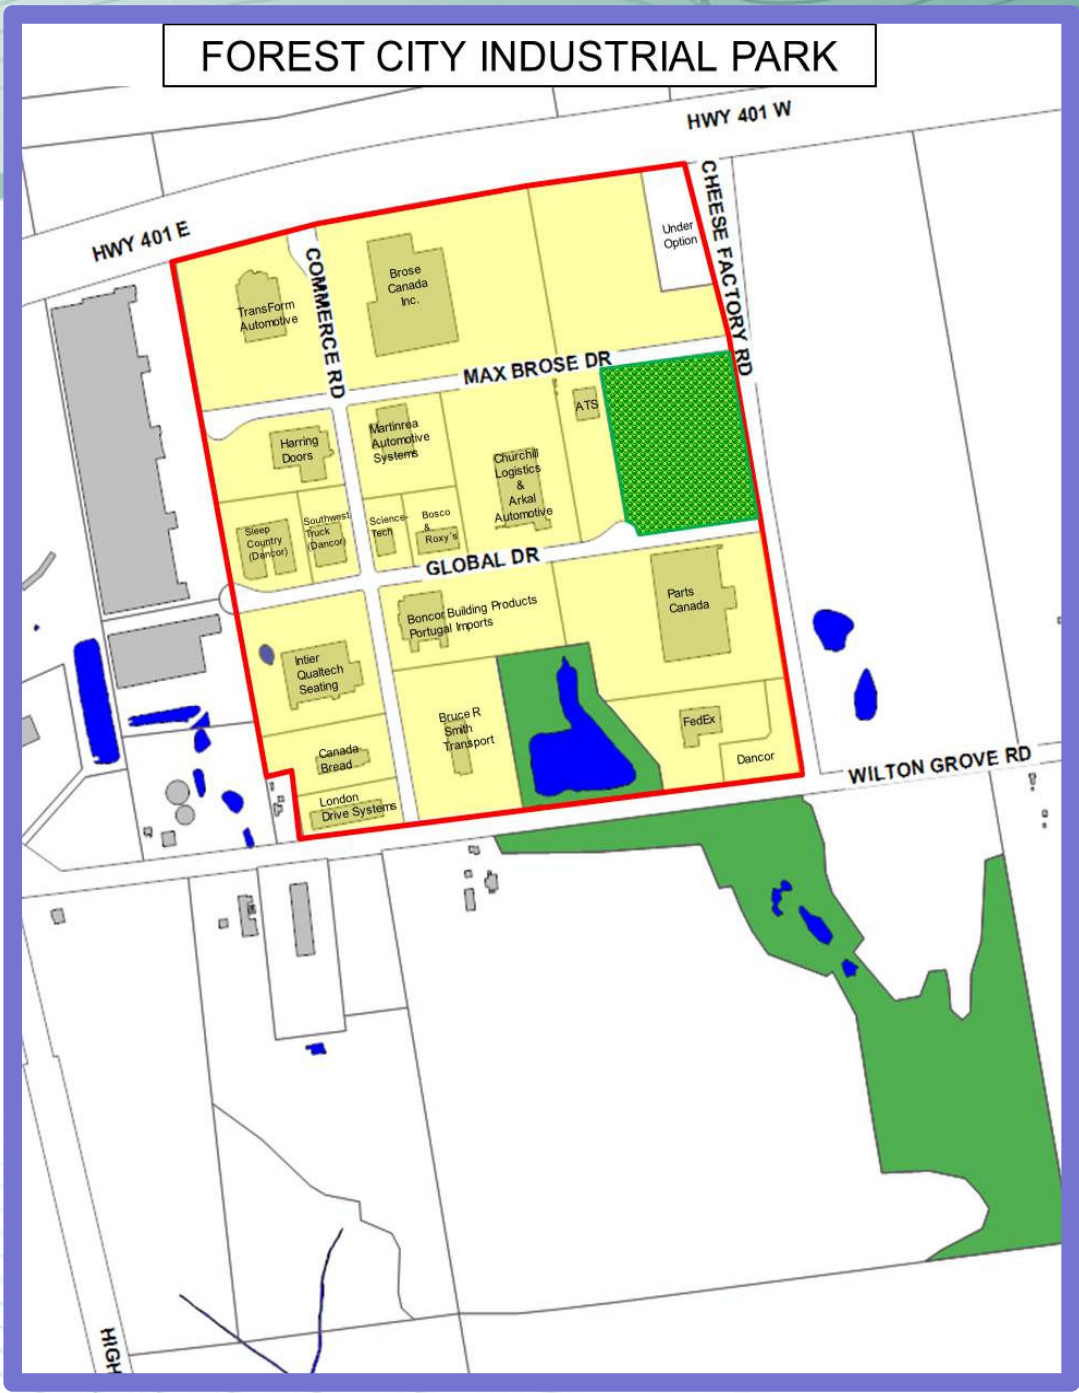 FOREST CITY INDUSTRIAL PARK
HWY 401 W
HWY 401 E
CHEESE FACTORY RD
Under
Option
COMMERCE RD
Brose
Canada
Inc.
TransForm
Automotive
MAX BROSE DR
ATS
Martinrea
Automotive
Systems
Harring
Doors
Churchill
Logistics
&
Arkal
Automotive
Sleep
Country
(Dancor)
Southwest
Truck
(Dancor)
Science-
Tech
Bosco
&
Roxy's
GLOBAL DR
Parts
Canada
Boncor Building Products
Portugal Imports
Intier
Qualtech
Seating
Bruce R
Smith
Transport
FedEx
Dancor
Canada
Bread
London
Drive Systems
WILTON GROVE RD
HIGH